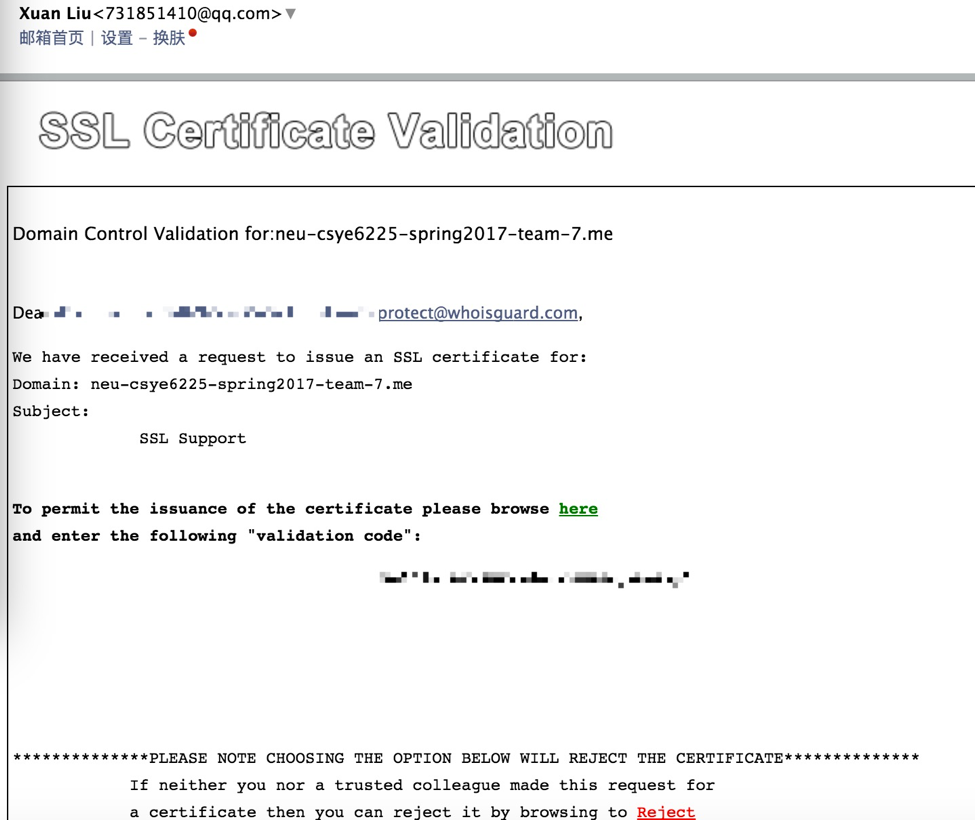 Xuan Liu<731851410@qq.com>
邮箱首页 | 设置 - 换肤
SSL Certificate Validation
Domain Control Validation for:neu-csye6225-spring2017-team-7.me
Dea protect@whoisguard.com,
We have received a request to issue an SSL certificate for:
Domain: neu-csye6225-spring2017-team-7.me
Subject:
SSL Support
To permit the issuance of the certificate please browse here
and enter the following "validation code":
**************PLEASE NOTE CHOOSING THE OPTION BELOW WILL REJECT THE CERTIFICATE**************
If neither you nor a trusted colleague made this request for
a certificate then you can reject it by browsing to Reject